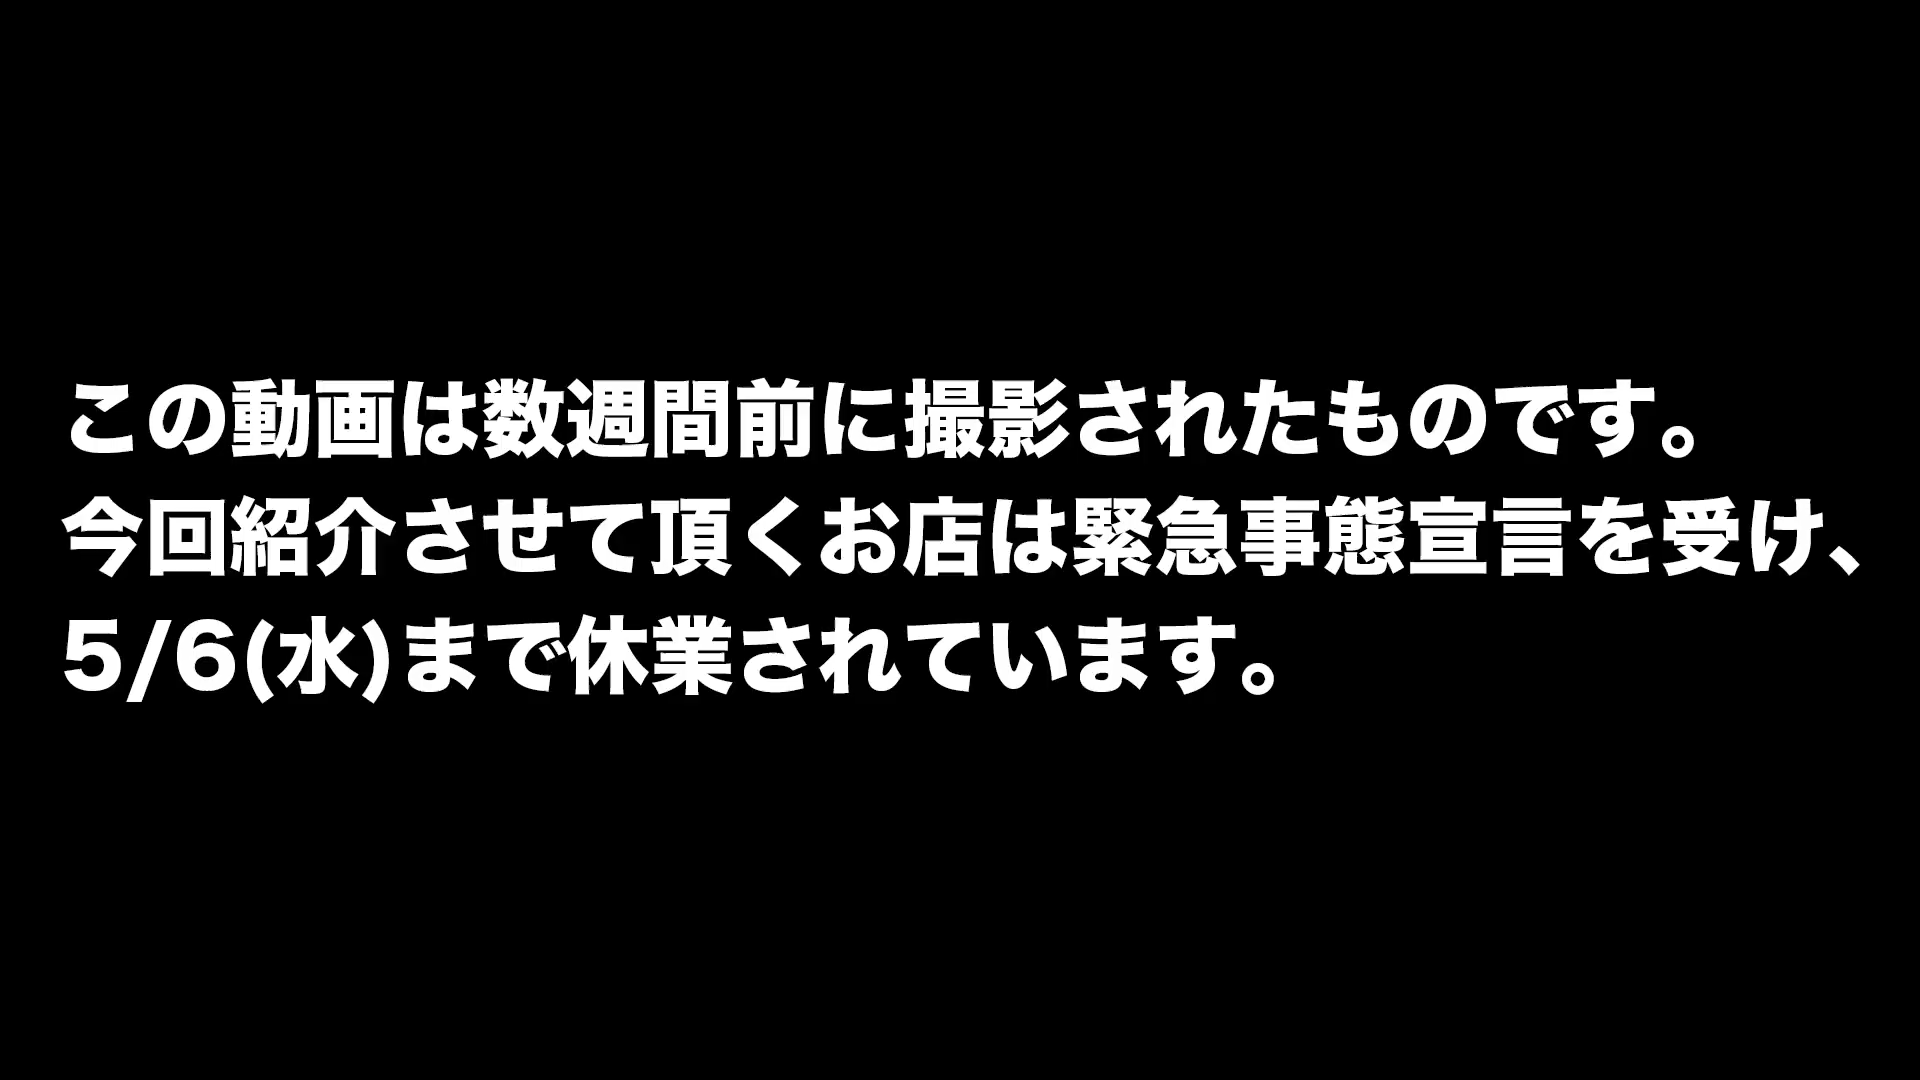 この動画は数週間前に撮影されたものです。
今回紹介させて頂くお店は緊急事態宣言を受け、
5/6(水)まで休業されています。